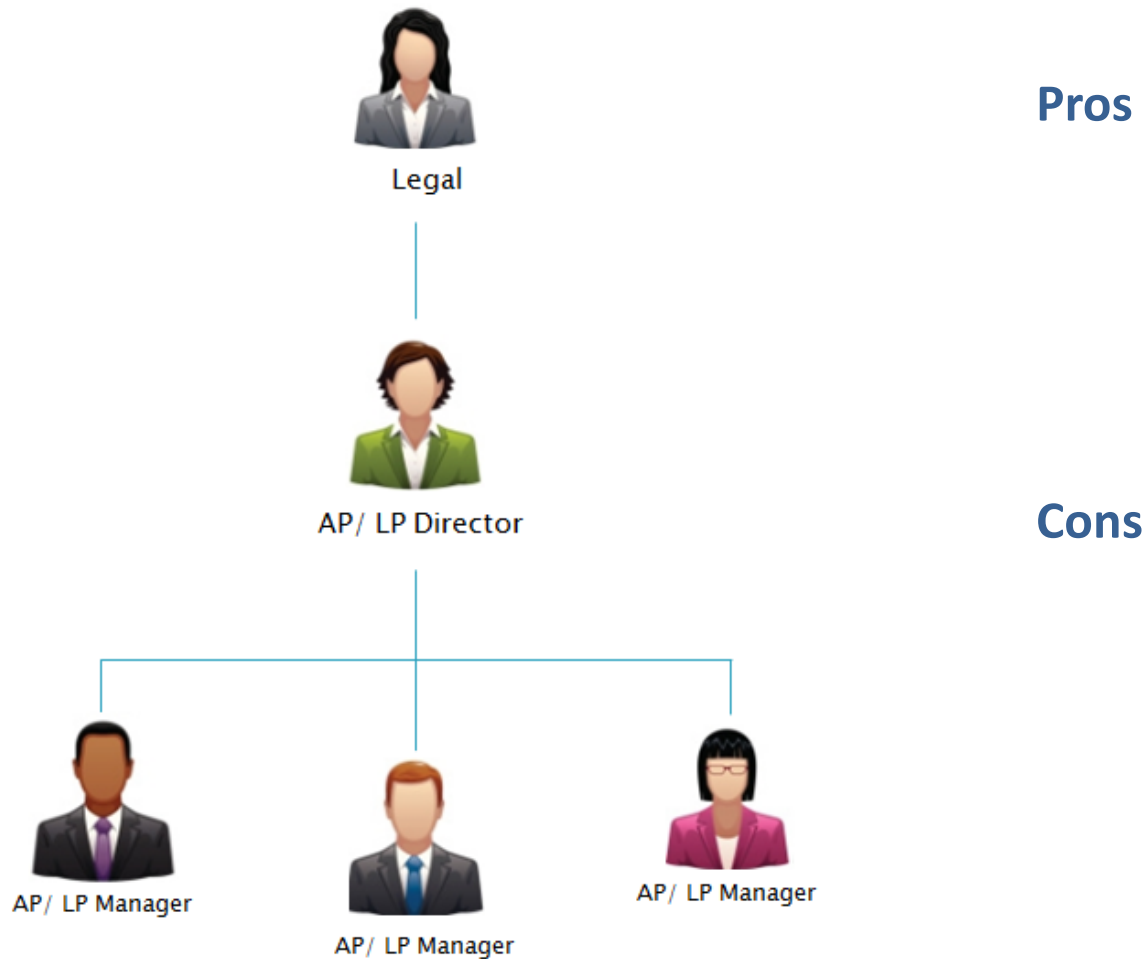 Legal
Pros
AP/ LP Director
Cons
AP/ LP Manager
AP/ LP Manager
AP/ LP Manager